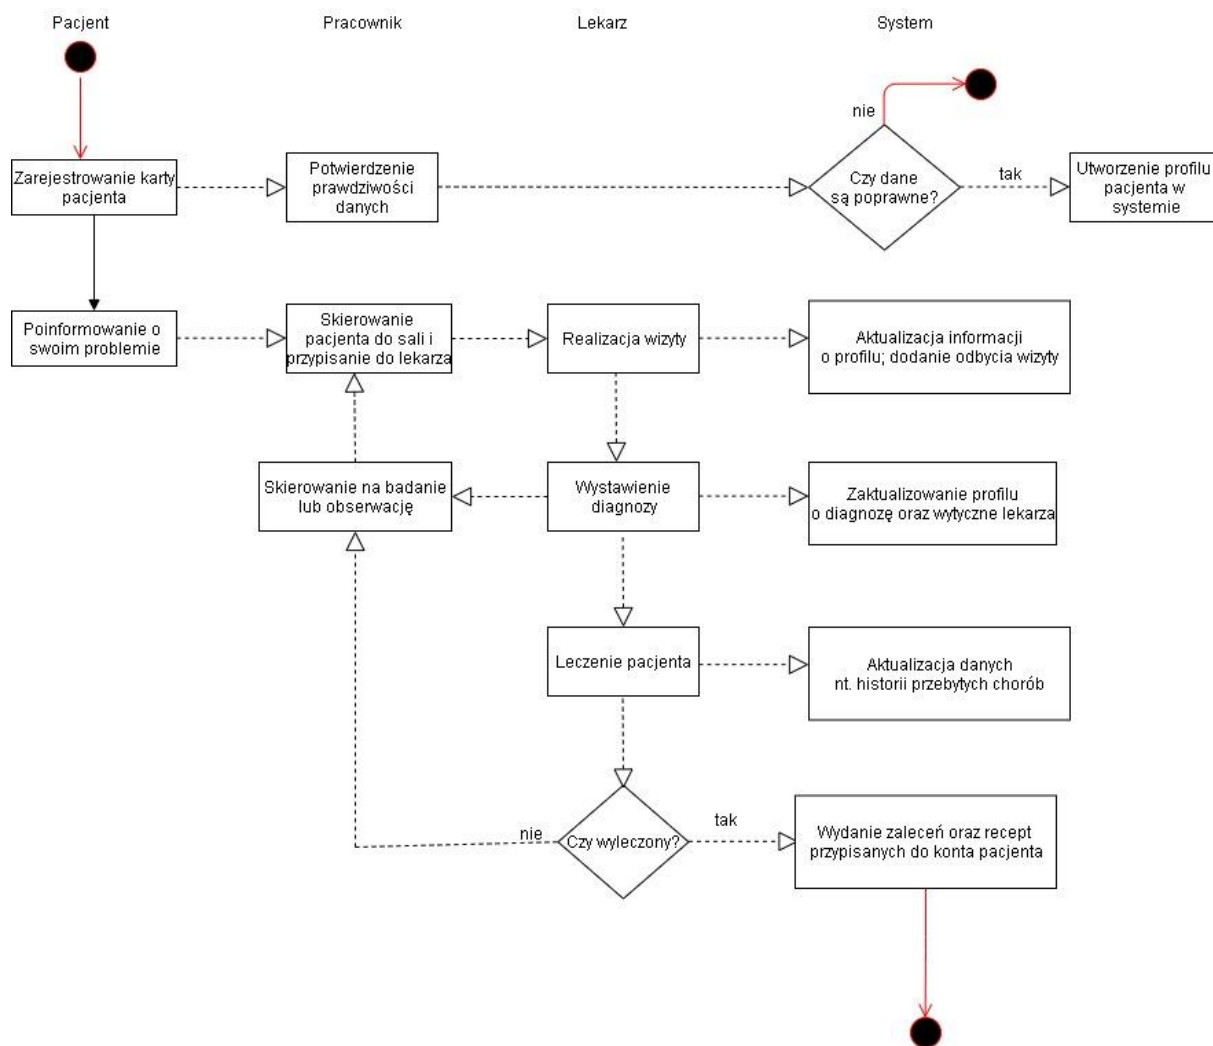 Pacjent
Pracownik
Lekarz
System
nie
Zarejestrowanie karty
pacjenta
Potwierdzenie
prawdziwości
danych
Czy dane
są poprawne?
tak
Utworzenie profilu
pacjenta w
systemie
Poinformowanie o
swoim problemie
Skierowanie
pacjenta do sali i
przypisanie do lekarza
Realizacja wizyty
Aktualizacja informacji
o profilu; dodanie odbycia wizyty
Skierowanie na badanie
lub obserwację
Wystawienie
diagnozy
Zaktualizowanie profilu
o diagnozę oraz wytyczne lekarza
Leczenie pacjenta
Aktualizacja danych
nt. historii przebytych chorób
nie
Czy wyleczony?
tak
Wydanie zaleceń oraz recept
przypisanych do konta pacjenta